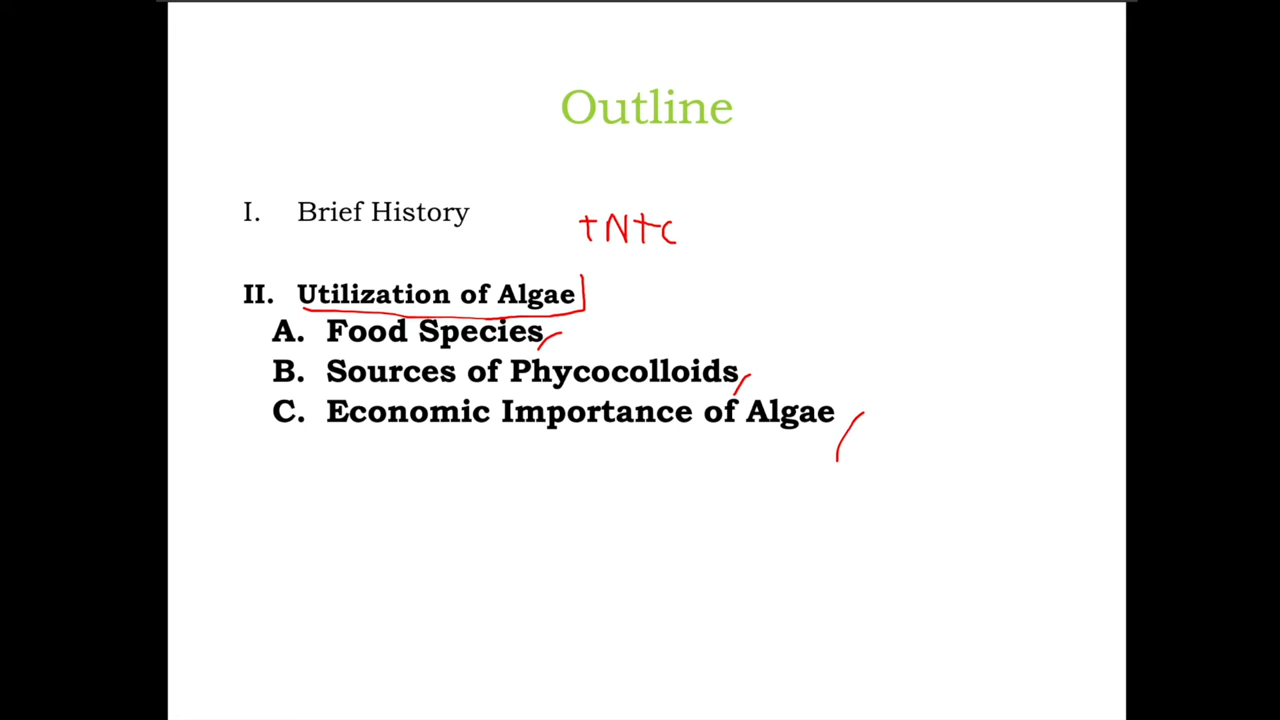 Outline
I. Brief History
tNtc
II. Utilization of Algae
A. Food Species
B. Sources of Phycocolloids
C. Economic Importance of Algae